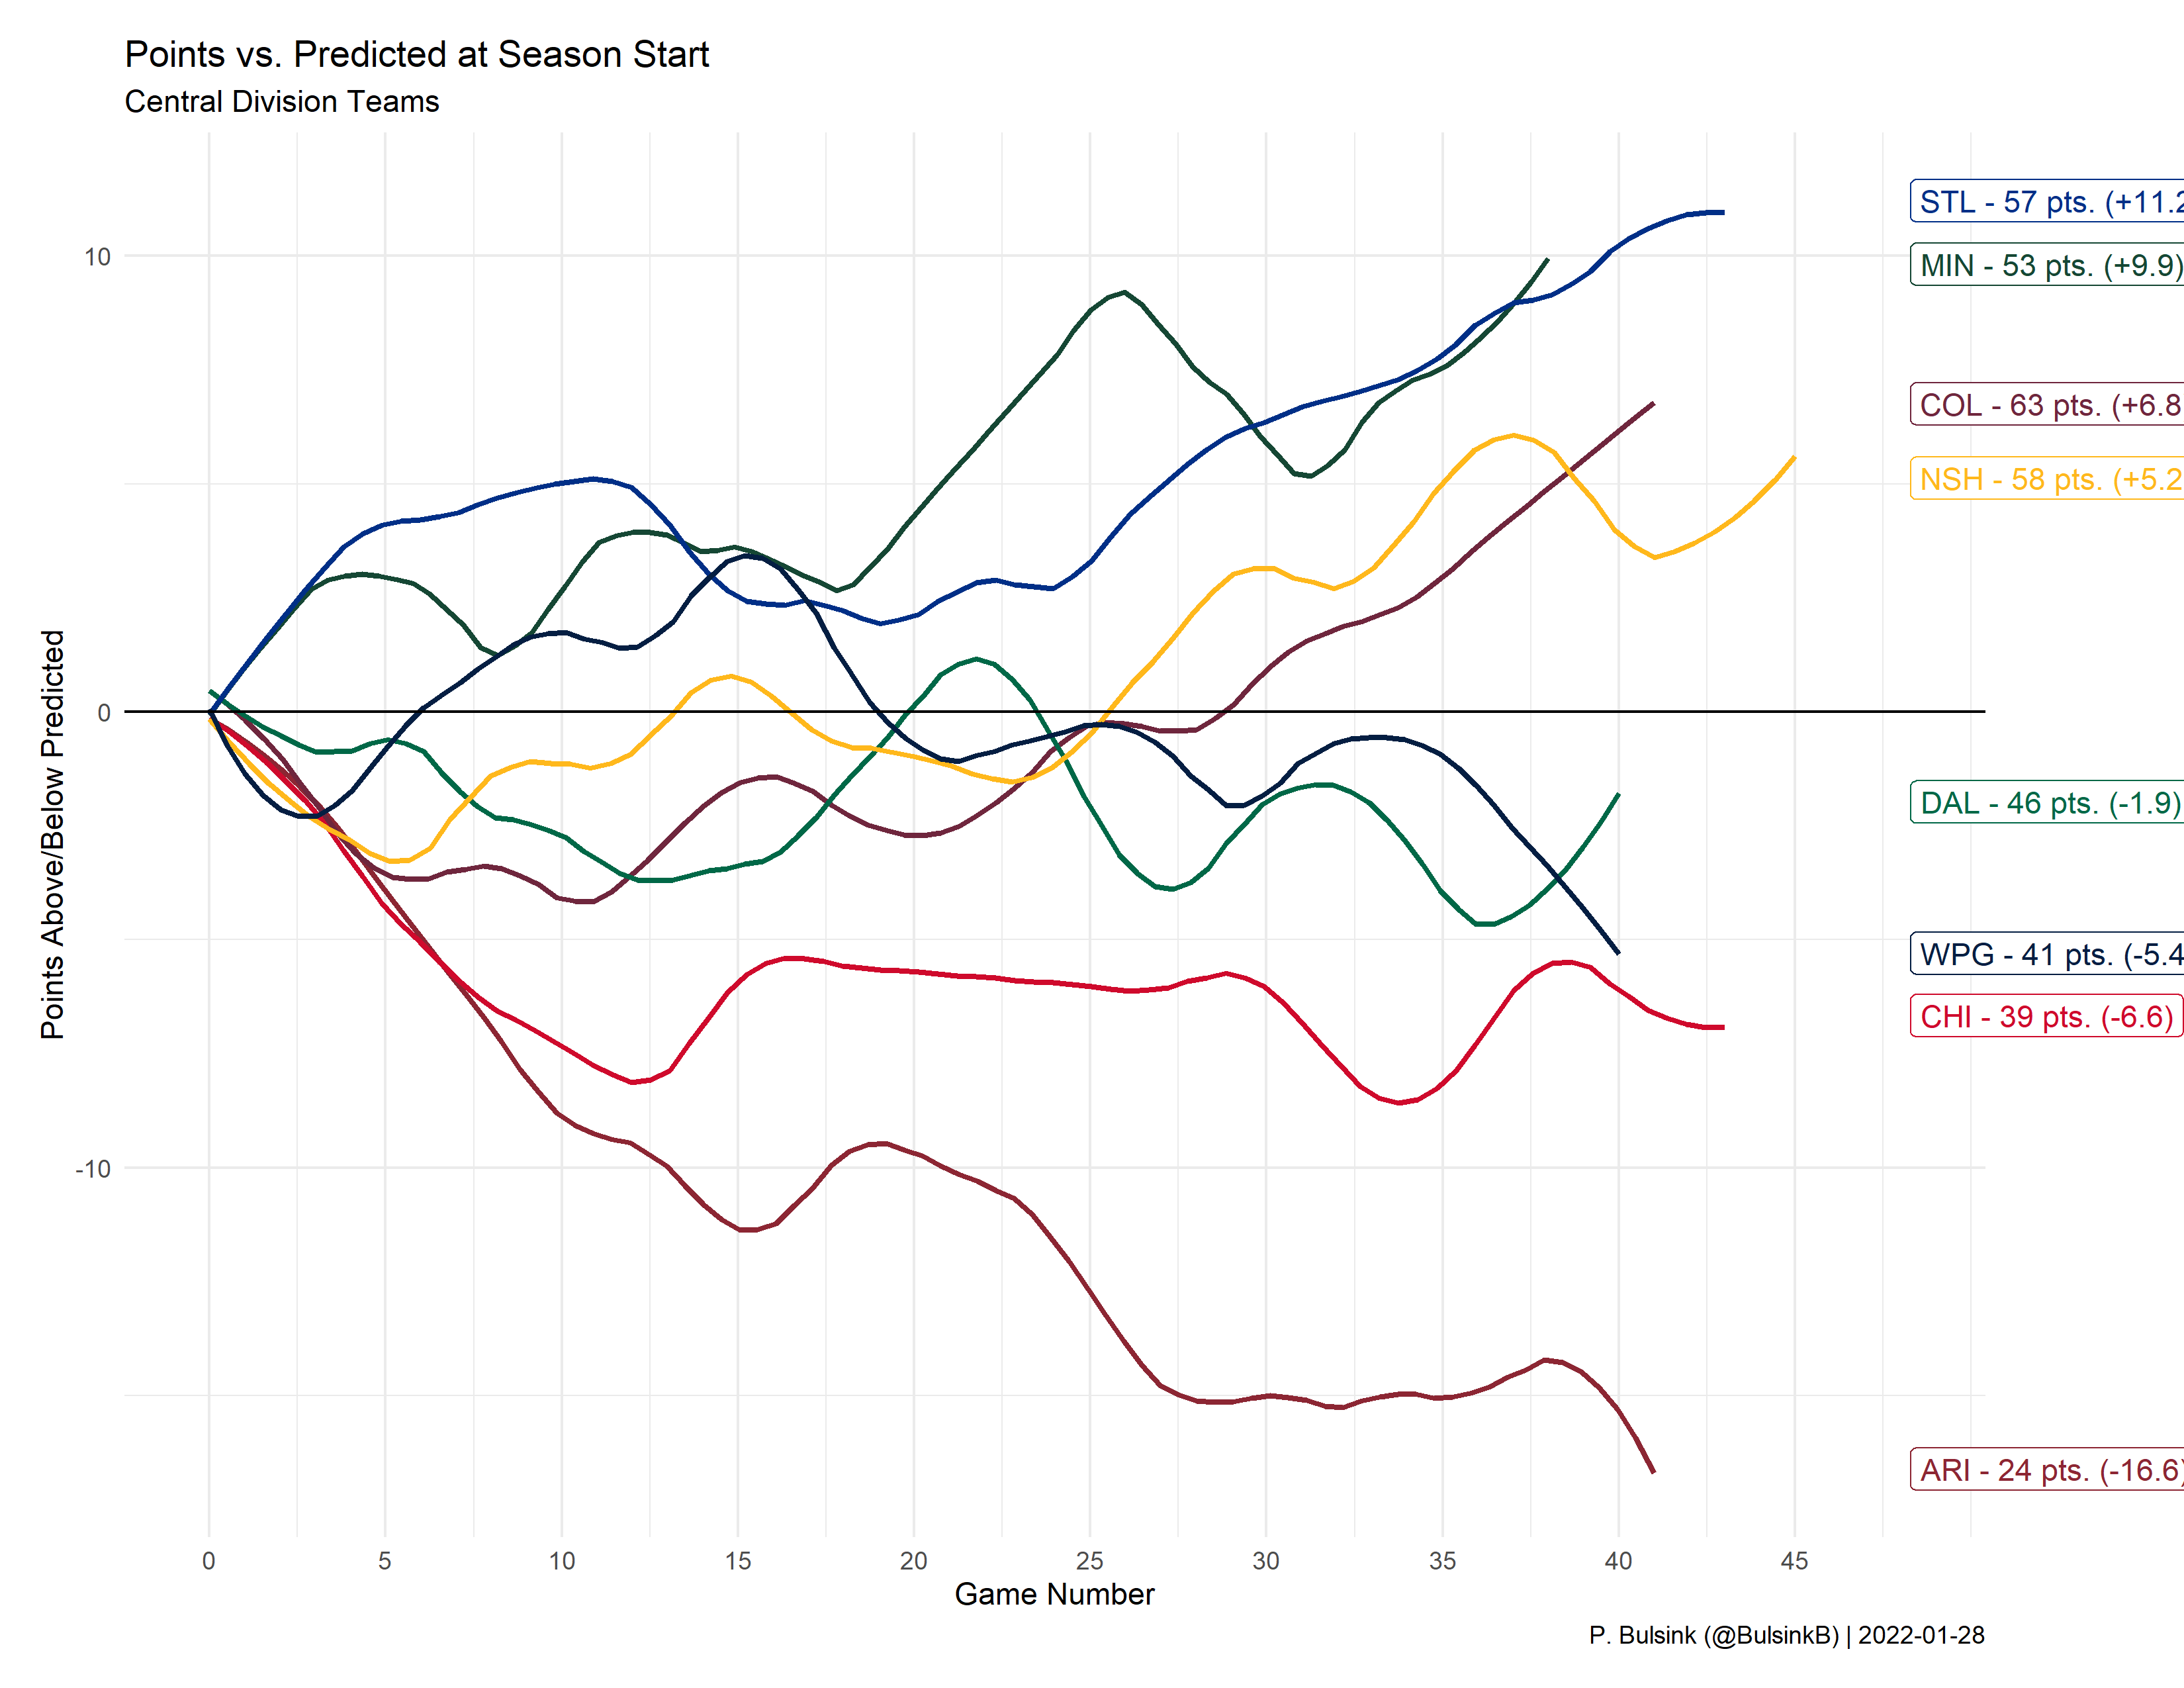 Points vs. Predicted at Season Start
Central Division Teams
Points Above/Below Predicted
10
0
-10
STL - 57 pts. (+11.2
MIN - 53 pts. (+9.9)
COL - 63 pts. (+6.8
NSH - 58 pts. (+5.2
DAL - 46 pts. (-1.9)
WPG - 41 pts. (-5.4
CHI - 39 pts. (-6.6)
ARI - 24 pts. (-16.6)
0 5 10 15 20 25 30 35 40 45
Game Number
P. Bulsink (@BulsinkB) | 2022-01-28